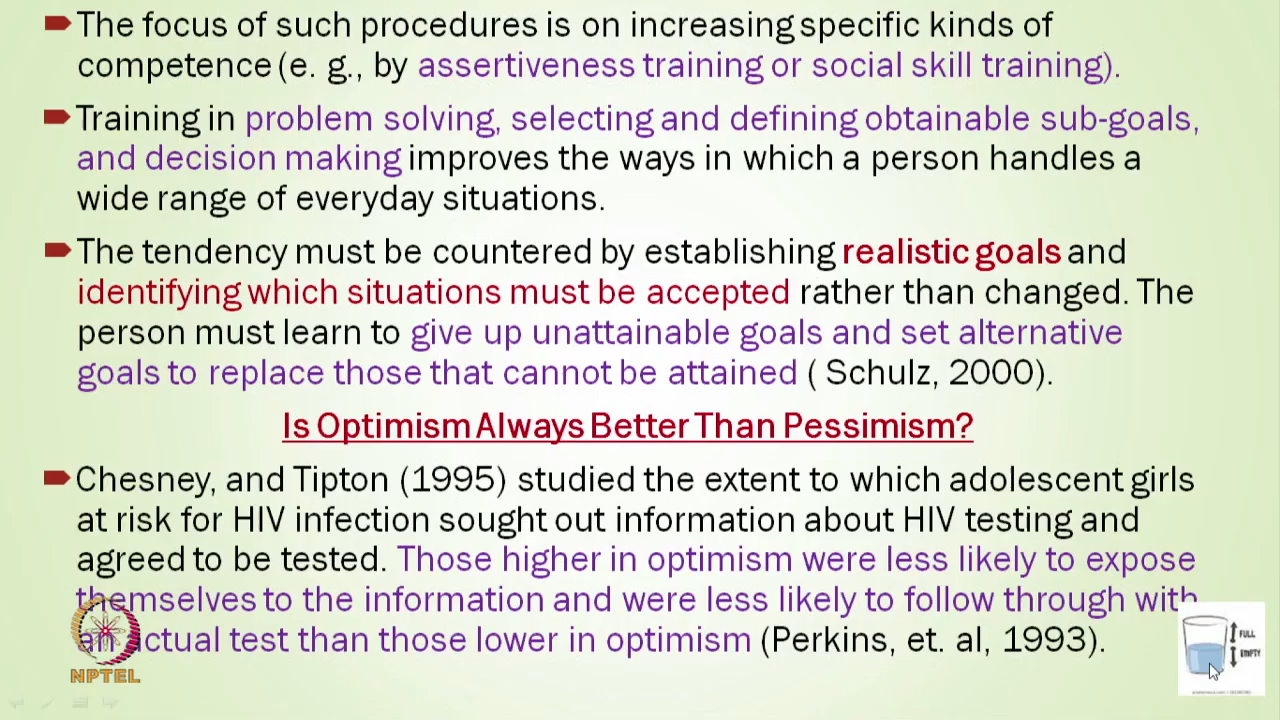 The focus of such procedures is on increasing specific kinds of
competence (e. g., by assertiveness training or social skill training).
Training in problem solving, selecting and defining obtainable sub-goals,
and decision making improves the ways in which a person handles a
wide range of everyday situations.
The tendency must be countered by establishing realistic goals and
identifying which situations must be accepted rather than changed. The
person must learn to give up unattainable goals and set alternative
goals to replace those that cannot be attained ( Schulz, 2000).
Is Optimism Always Better Than Pessimism?
Chesney, and Tipton (1995) studied the extent to which adolescent girls
at risk for HIV infection sought out information about HIV testing and
agreed to be tested. Those higher in optimism were less likely to expose
themselves to the information and were less likely to follow through with
an actual test than those lower in optimism (Perkins, et. al, 1993).
FULL
EMPTY
NPTEL